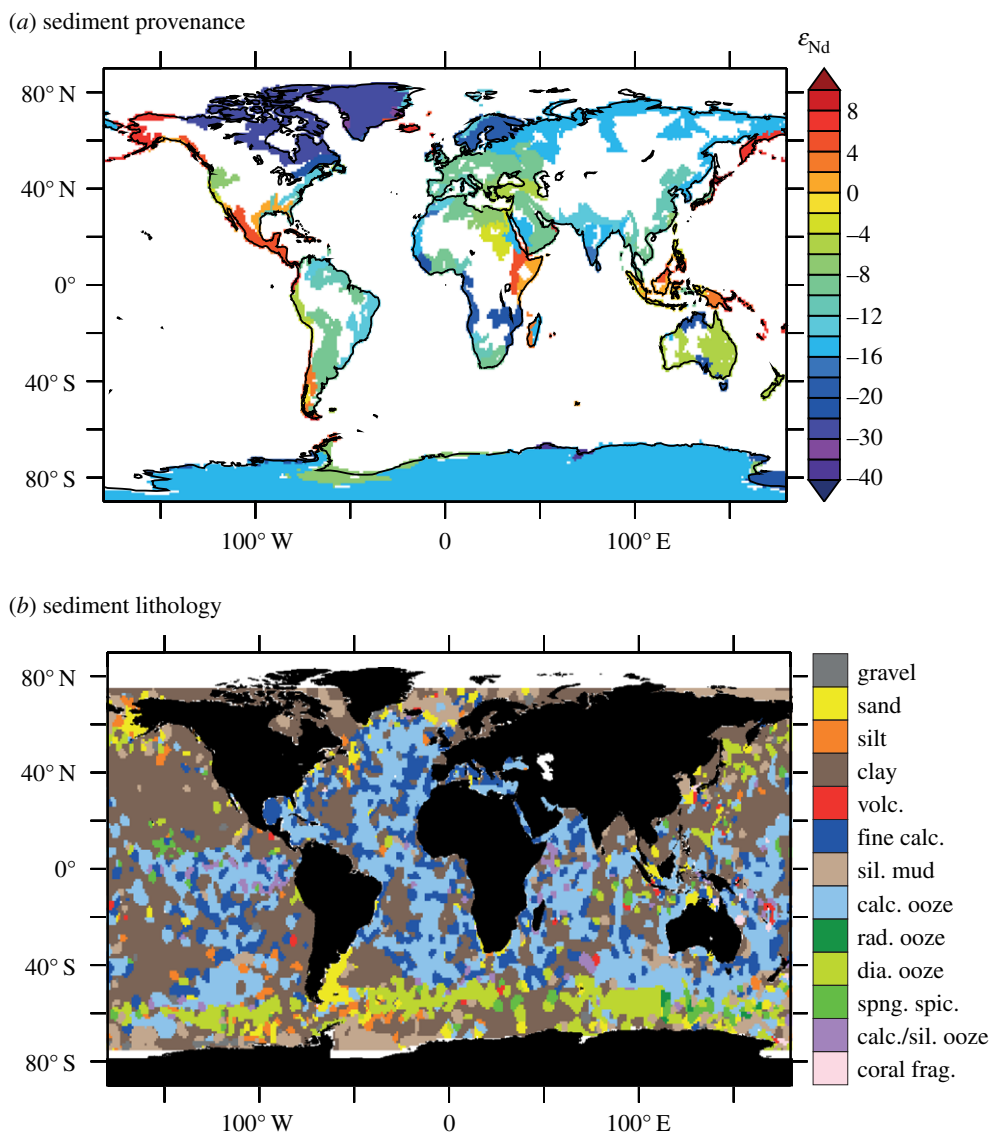 (a) sediment provenance
εNd
80° N
40° N
0°
40° S
80° S
100° W
0
100° E
8
4
0
–4
–8
–12
–16
–20
–30
–40
(b) sediment lithology
80° N
40° N
0°
40° S
80° S
100° W
0
100° E
gravel
sand
silt
clay
volc.
fine calc.
sil. mud
calc. ooze
rad. ooze
dia. ooze
spng. spic.
calc./sil. ooze
coral frag.